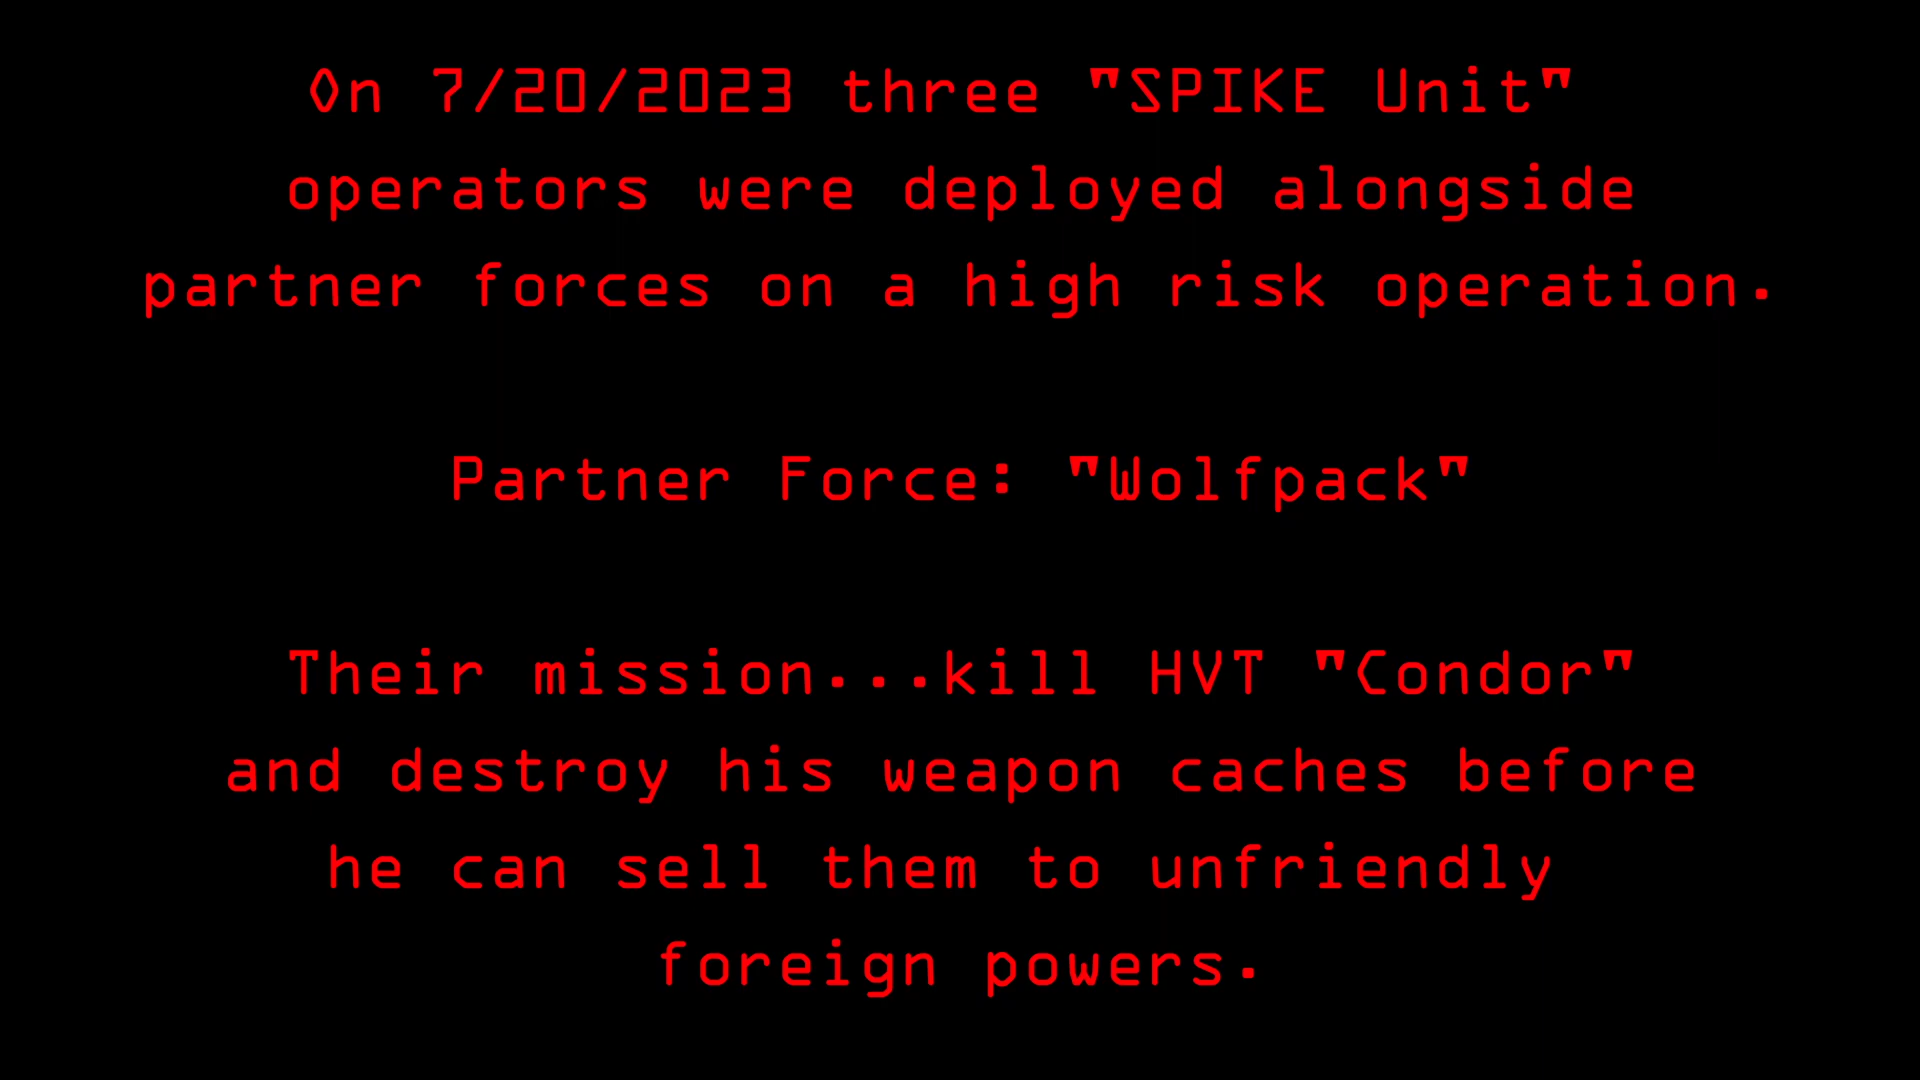 On 7/20/2023 three "SPIKE Unit"
operators were deployed alongside
partner forces on a high risk operation.
Partner Force: "Wolfpack"
Their mission...kill HVT "Condor"
and destroy his weapon caches before
he can sell them to unfriendly
foreign powers.